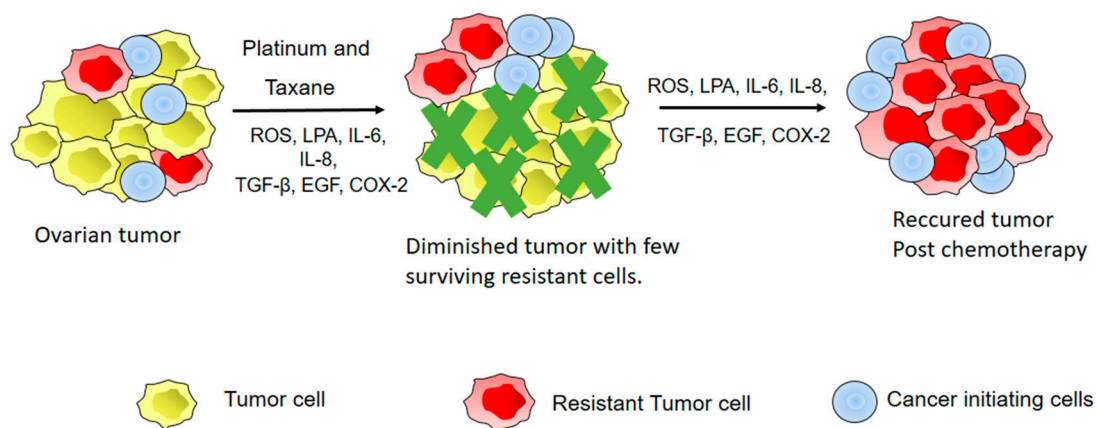 Platinum and
Taxane
ROS, LPA, IL-6,
IL-8,
TGF-β, EGF, COX-2
ROS, LPA, IL-6, IL-8,
TGF-β, EGF, COX-2
Ovarian tumor
Diminished tumor with few
surviving resistant cells.
Reccured tumor
Post chemotherapy
Tumor cell
Resistant Tumor cell
Cancer initiating cells